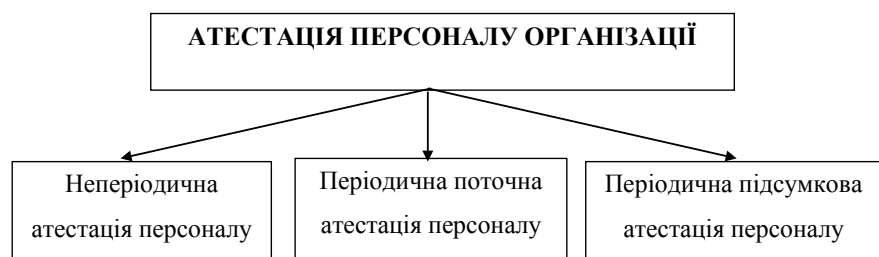 АТЕСТАЦІЯ ПЕРСОНАЛУ ОРГАНІЗАЦІЇ
Неперіодична
атестація персоналу
Періодична поточна
атестація персоналу
Періодична підсумкова
атестація персоналу